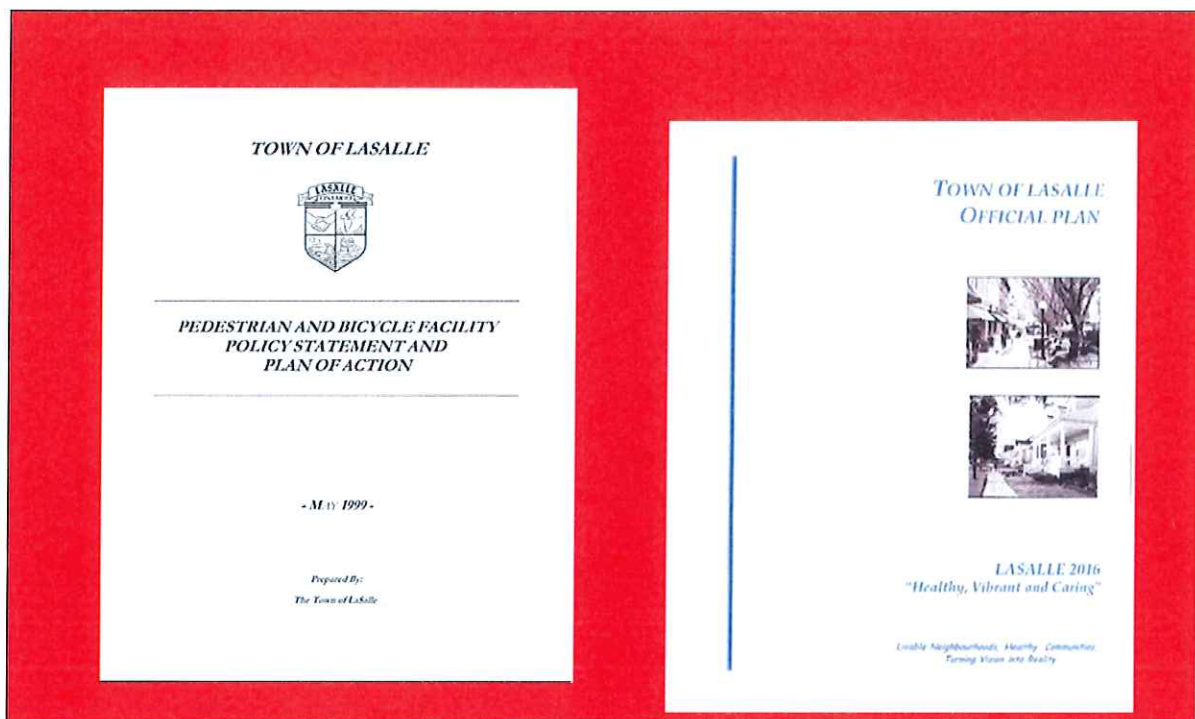 TOWN OF LASALLE
LASALLE
ONTARIO
PEDESTRIAN AND BICYCLE FACILITY
POLICY STATEMENT AND
PLAN OF ACTION
- MAY 1999 -
Prepared By:
The Town of LaSalle
TOWN OF LASALLE
OFFICIAL PLAN
LASALLE 2016
"Healthy, Vibrant and Caring"
Livable Neighbourhoods, Healthy Communities,
Turning Vision into Reality